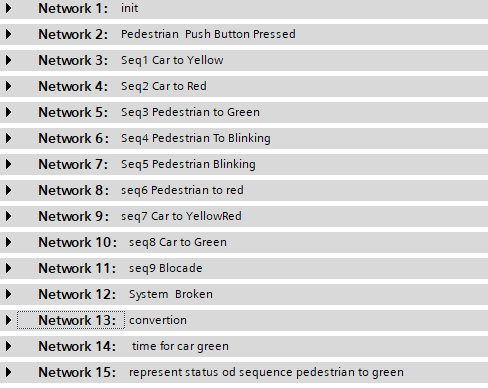 Network 1: init
Network 2: Pedestrian Push Button Pressed
Network 3: Seq1 Car to Yellow
Network 4: Seq2 Car to Red
Network 5: Seq3 Pedestrian to Green
Network 6: Seq4 Pedestrian To Blinking
Network 7: Seq5 Pedestrian Blinking
Network 8: seq6 Pedestrian to red
Network 9: seq7 Car to YellowRed
Network 10: seq8 Car to Green
Network 11: seq9 Blocade
Network 12: System Broken
Network 13: convertion
Network 14: time for car green
Network 15: represent status od sequence pedestrian to green